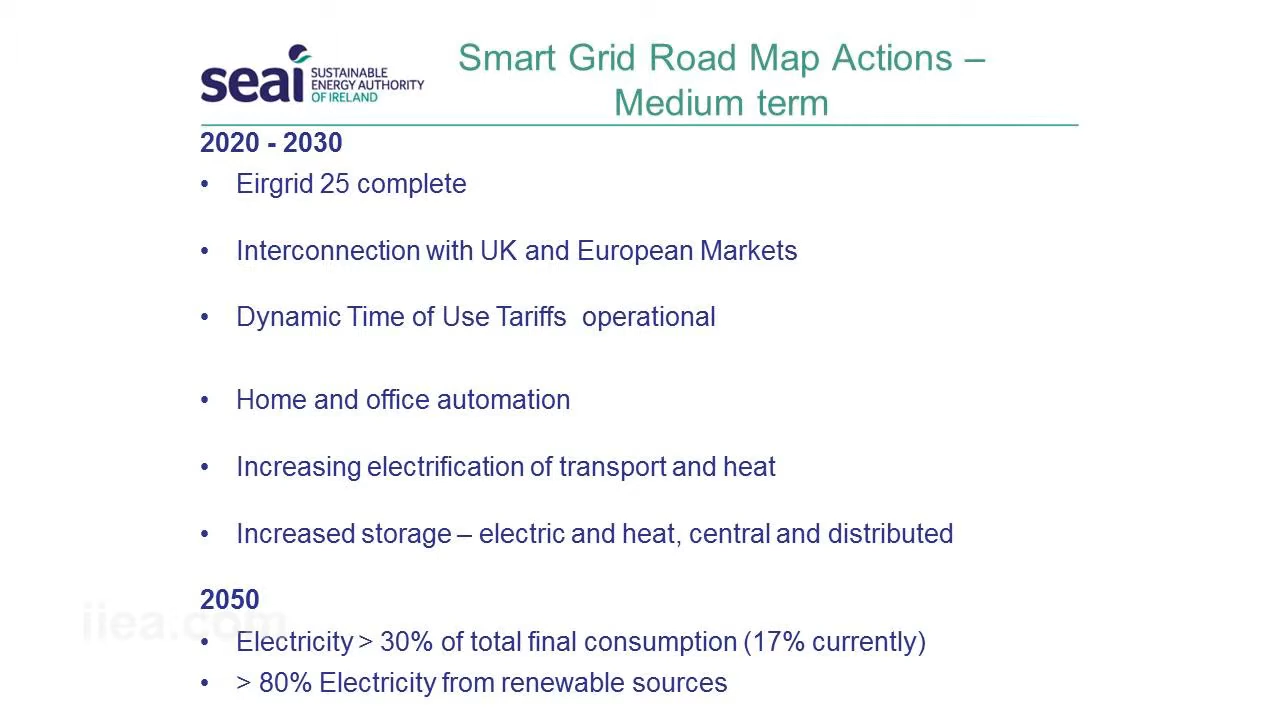 seai SUSTAINABLE
ENERGY AUTHORITY
OF IRELAND
Smart Grid Road Map Actions –
Medium term
2020 - 2030
• Eirgrid 25 complete
• Interconnection with UK and European Markets
• Dynamic Time of Use Tariffs  operational
• Home and office automation
• Increasing electrification of transport and heat
• Increased storage – electric and heat, central and distributed
2050
iiea.com
• Electricity > 30% of total final consumption (17% currently)
• > 80% Electricity from renewable sources